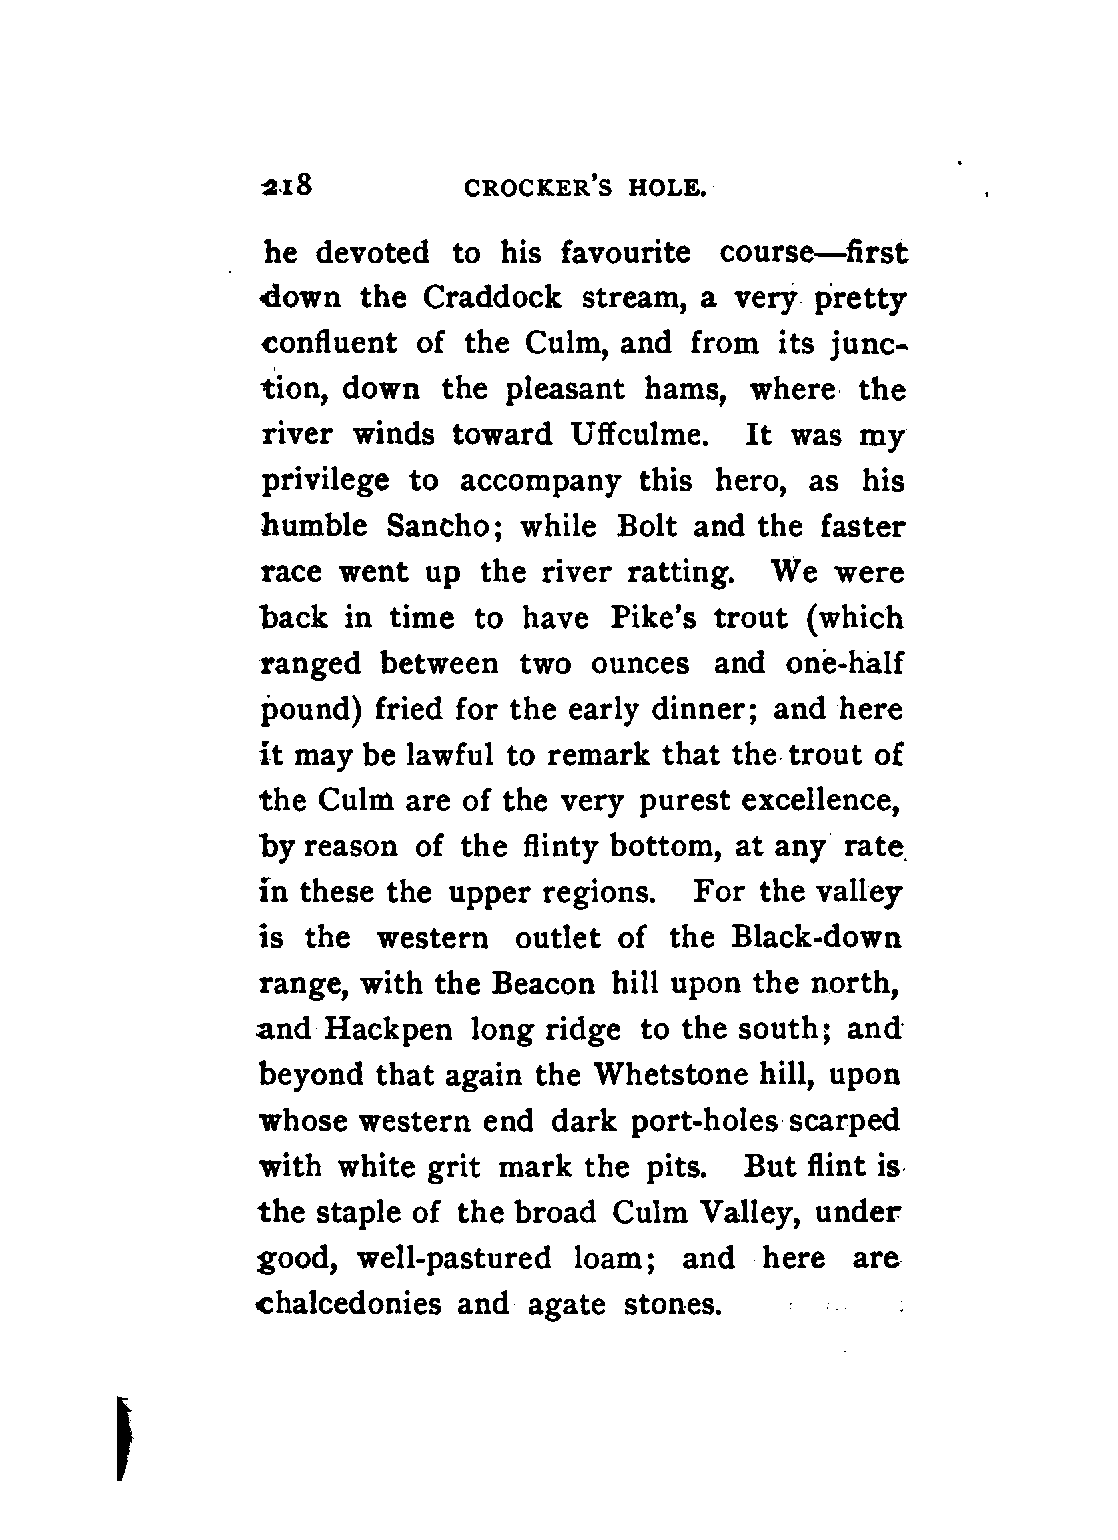 218 CROCKER'S HOLE.
he devoted to his favourite course—first
down the Craddock stream, a very pretty
confluent of the Culm, and from its junc-
tion, down the pleasant hams, where the
river winds toward Uffculme. It was my
privilege to accompany this hero, as his
humble Sancho; while Bolt and the faster
race went up the river ratting. We were
back in time to have Pike's trout (which
ranged between two ounces and one-half
pound) fried for the early dinner; and here
it may be lawful to remark that the trout of
the Culm are of the very purest excellence,
by reason of the flinty bottom, at any rate
in these the upper regions. For the valley
is the western outlet of the Black-down
range, with the Beacon hill upon the north,
and Hackpen long ridge to the south; and
beyond that again the Whetstone hill, upon
whose western end dark port-holes scarped
with white grit mark the pits. But flint is
the staple of the broad Culm Valley, under
good, well-pastured loam; and here are
chalcedonies and agate stones.